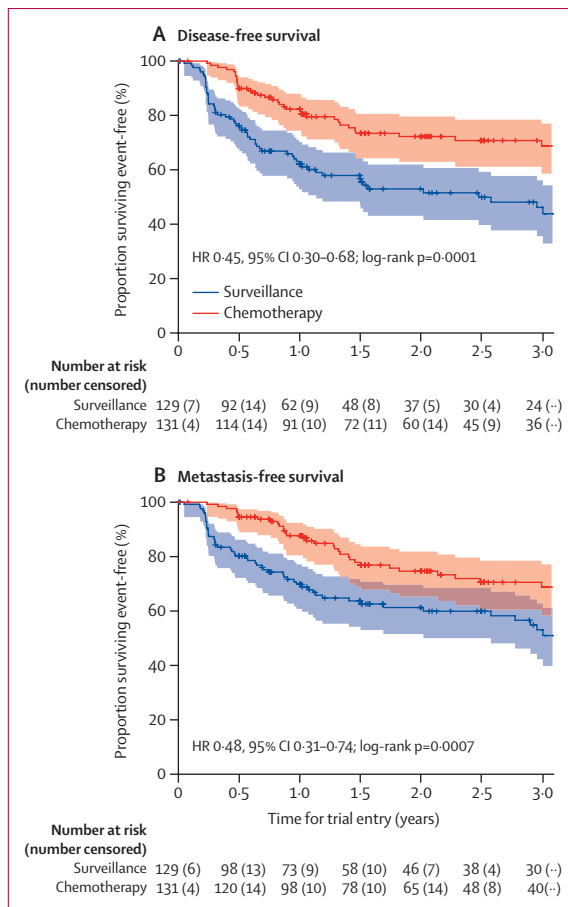 A Disease-free survival
100
80
60
40
20
0
Proportion surviving event-free (%)
HR 0·45, 95% CI 0·30–0·68; log-rank p=0·0001
Surveillance
Chemotherapy
0 0·5 1·0 1·5 2·0 2·5 3·0
Number at risk
(number censored)
Surveillance 129 (7) 92 (14) 62 (9) 48 (8) 37 (5) 30 (4) 24 (··)
Chemotherapy 131 (4) 114 (14) 91 (10) 72 (11) 60 (14) 45 (9) 36 (··)
B Metastasis-free survival
100
80
60
40
20
0
Proportion surviving event-free (%)
HR 0·48, 95% CI 0·31–0·74; log-rank p=0·0007
0 0·5 1·0 1·5 2·0 2·5 3·0
Time for trial entry (years)
Number at risk
(number censored)
Surveillance 129 (6) 98 (13) 73 (9) 58 (10) 46 (7) 38 (4) 30 (··)
Chemotherapy 131 (4) 120 (14) 98 (10) 78 (10) 65 (14) 48 (8) 40(··)